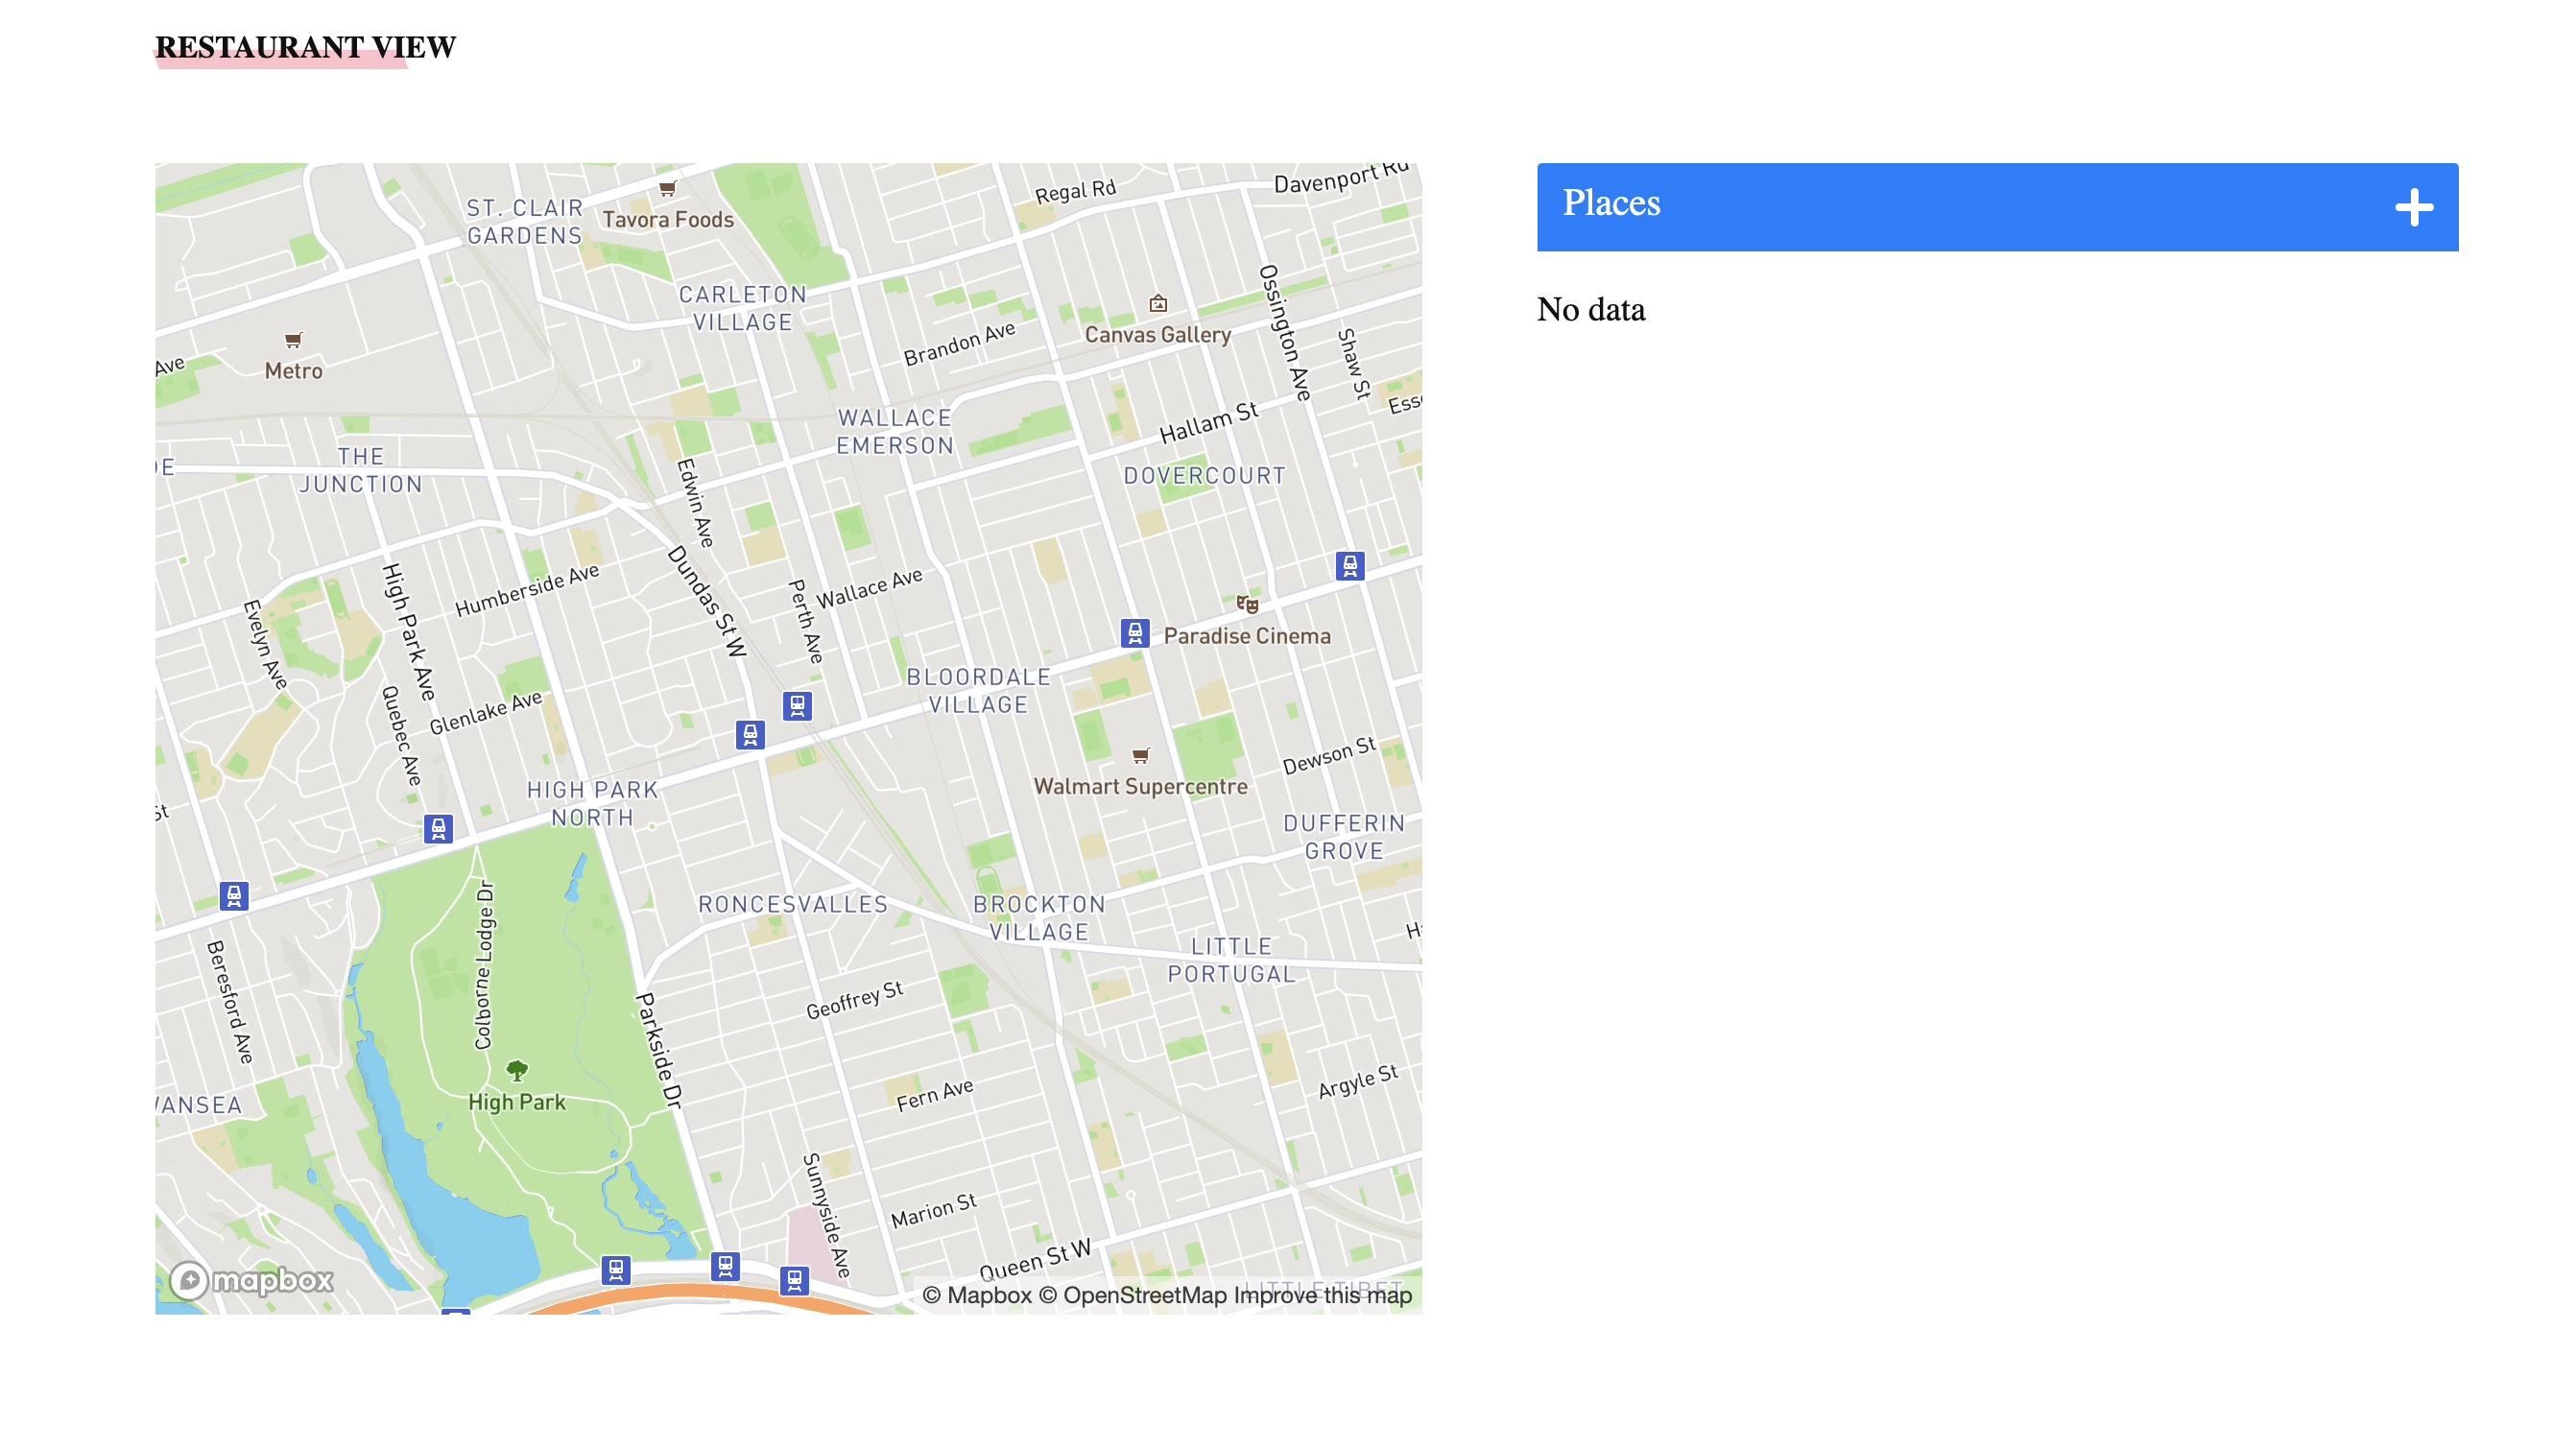 RESTAURANT VIEW
Places
No data
Davenport Rd
Regal Rd
ST. CLAIR
GARDENS
Tavora Foods
CARLETON
VILLAGE
Ossington Ave
Canvas Gallery
Brandon Ave
Shaw St
Metro
Ave
WALLACE
EMERSON
Hallam St
THE
JUNCTION
DOVERCOURT
Edwin Ave
Dundas St W
High Park Ave
Humberside Ave
Perth Ave
Wallace Ave
Evelyn Ave
Paradise Cinema
BLOORDALE
VILLAGE
Quebec Ave
Glenlake Ave
Dewson St
Walmart Supercentre
HIGH PARK
NORTH
St
DUFFERIN
GROVE
Colborne Lodge Dr
RONCESVALLES
BROCKTON
VILLAGE
LITTLE
PORTUGAL
Beresford Ave
Geoffrey St
Parkside Dr
High Park
Fern Ave
Argyle St
VANSEA
Sunnyside Ave
Marion St
Queen St W
LITTLE TIBET
mapbox
© Mapbox © OpenStreetMap Improve this map